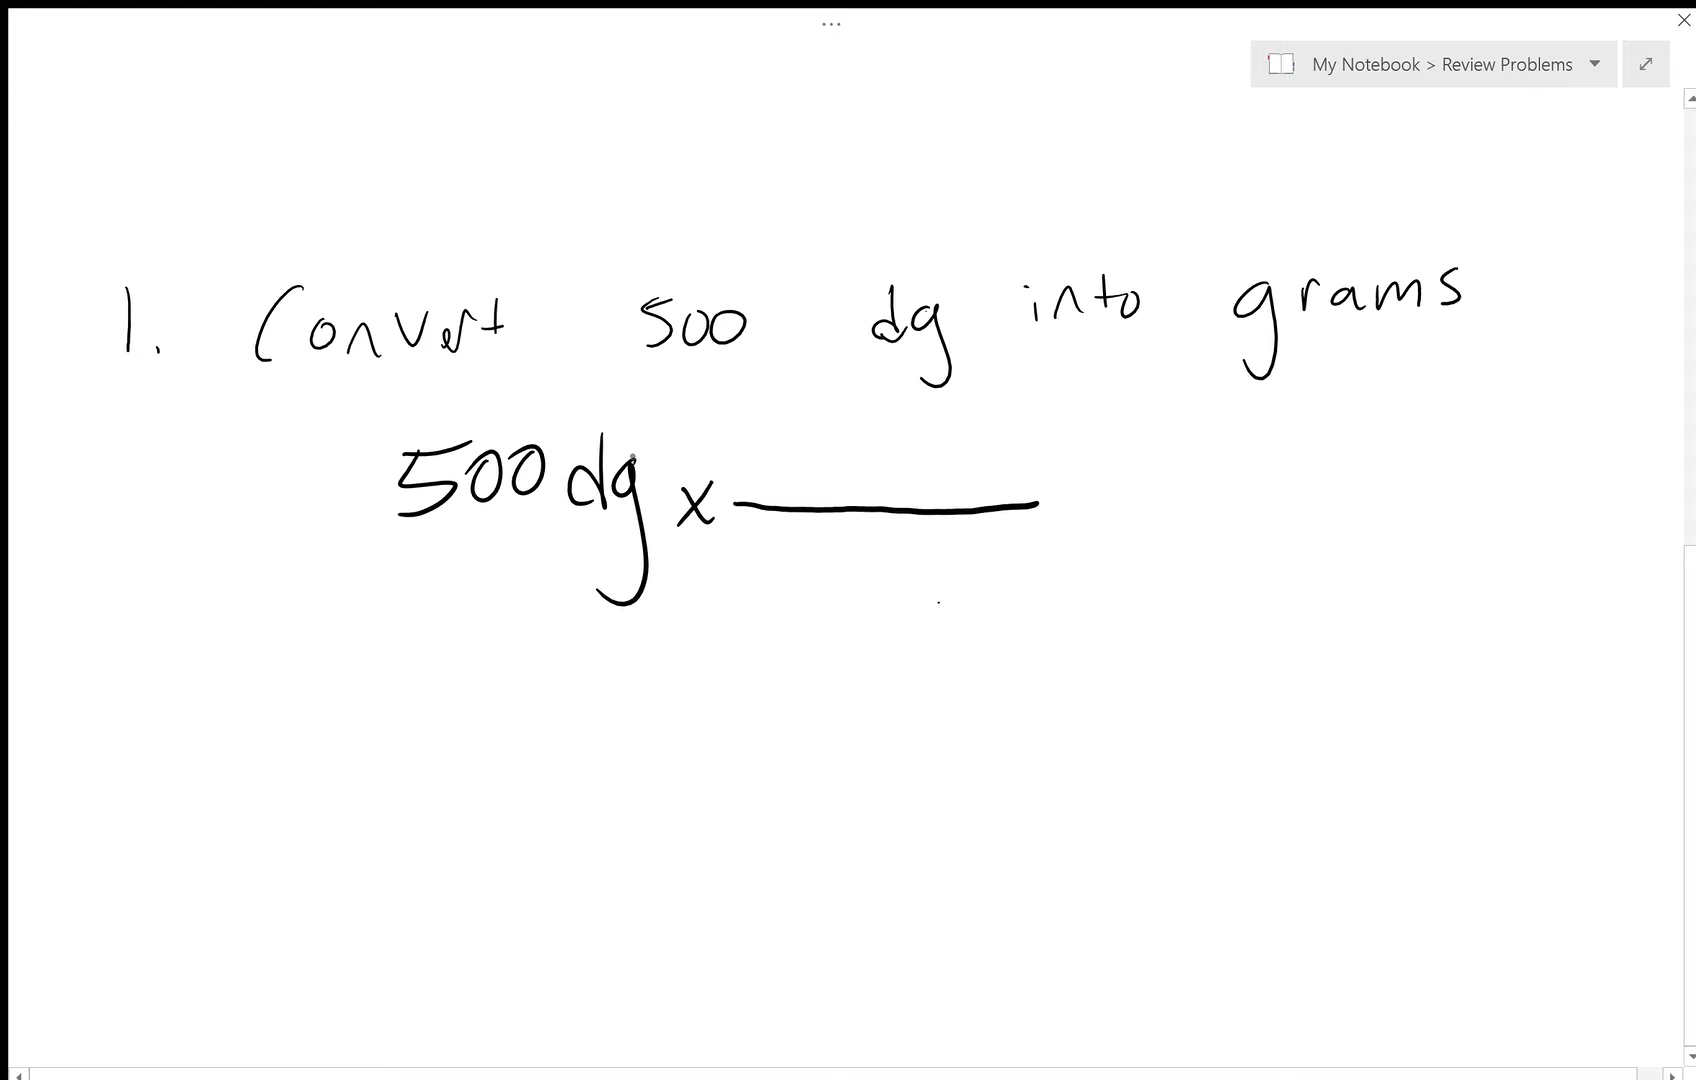 My Notebook > Review Problems
1. Convert 500 dg into grams
500 dg x